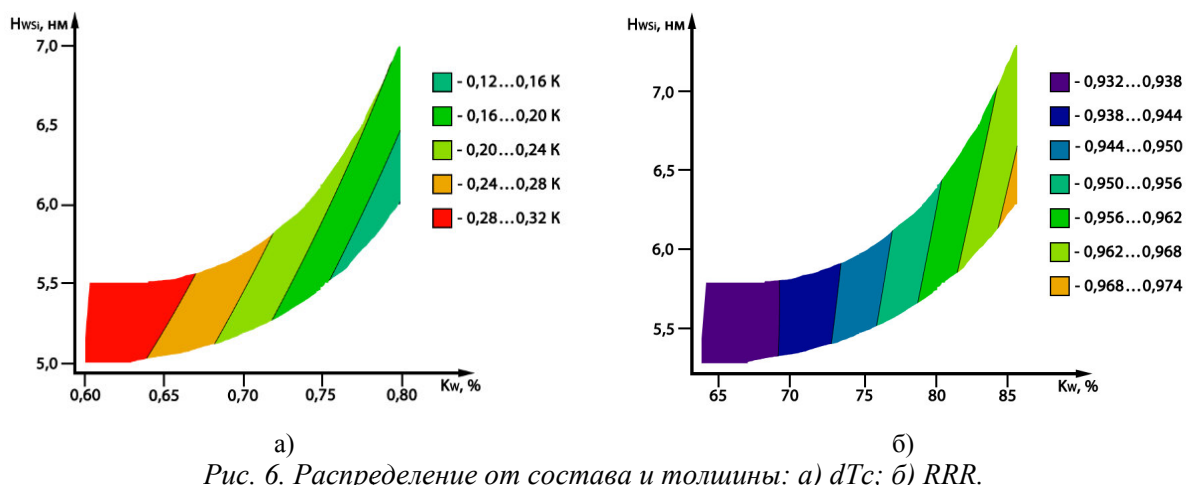 Hwsi, нм
7,0
6,5
6,0
5,5
5,0
0,60
0,65
0,70
0,75
0,80
Kw, %
- 0,12...0,16 К
- 0,16...0,20 К
- 0,20...0,24 К
- 0,24...0,28 К
- 0,28...0,32 К
а)
Hwsi, нм
7,0
6,5
6,0
5,5
65
70
75
80
85
Kw, %
- 0,932...0,938
- 0,938...0,944
- 0,944...0,950
- 0,950...0,956
- 0,956...0,962
- 0,962...0,968
- 0,968...0,974
б)
Рис. 6. Распределение от состава и толщины: а) dTc; б) RRR.